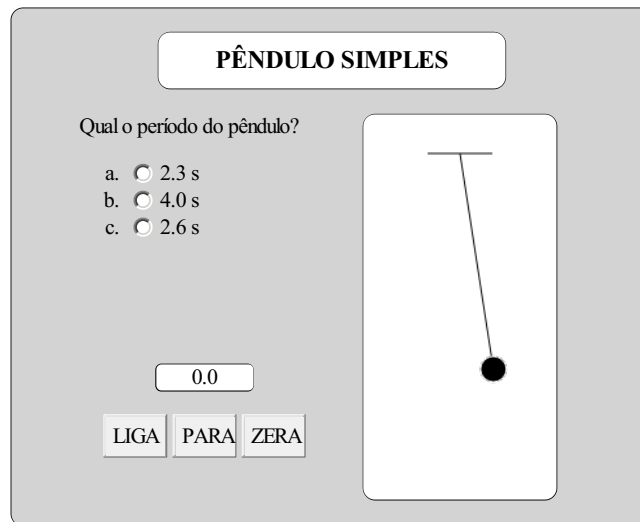 PÊNDULO SIMPLES
Qual o período do pêndulo?
a. 2.3 s
b. 4.0 s
c. 2.6 s
0.0
LIGA PARA ZERA